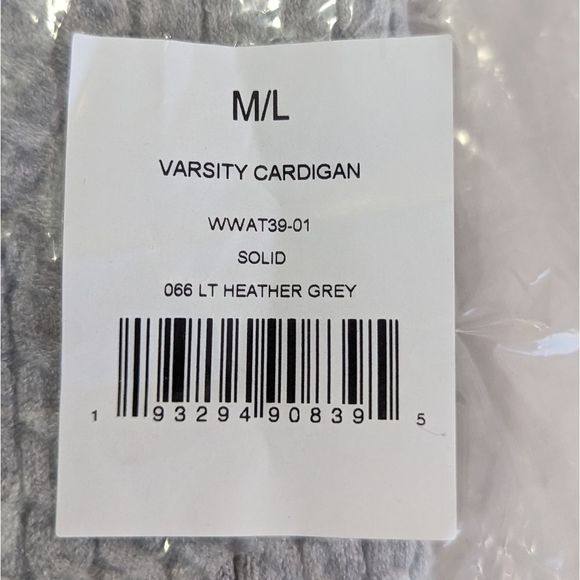 M/L
VARSITY CARDIGAN
WWAT39-01
SOLID
066 LT HEATHER GREY
1 93294 90839 5